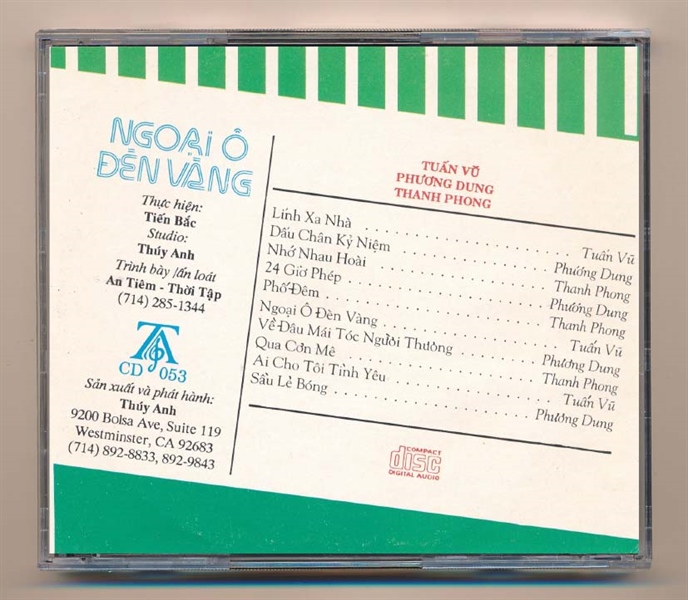 NGOẠI Ô
ĐÈN VÀNG
Thực hiện:
Tiến Bắc
Studio:
Thúy Anh
Trình bày /ấn loát
An Tiêm - Thời Tập
(714) 285-1344
TA
CD 053
Sản xuất và phát hành:
Thúy Anh
9200 Bolsa Ave, Suite 119
Westminster, CA 92683
(714) 892-8833, 892-9843
TUẤN VŨ
PHƯƠNG DUNG
THANH PHONG
Lính Xa Nhà . . . . . . . . . . . . . . . . . . . . Tuấn Vũ
Dấu Chân Kỷ Niệm . . . . . . . . . . . . . . . . Phương Dung
Nhớ Nhau Hoài . . . . . . . . . . . . . . . . . Thanh Phong
24 Giờ Phép . . . . . . . . . . . . . . . . . . . Phương Dung
Phố Đêm . . . . . . . . . . . . . . . . . . . . Thanh Phong
Ngoại Ô Đèn Vàng . . . . . . . . . . . . . . . . Tuấn Vũ
Về Đâu Mái Tóc Người Thương . . . . . . . . . Phương Dung
Qua Cơn Mê . . . . . . . . . . . . . . . . . . Thanh Phong
Ai Cho Tôi Tình Yêu . . . . . . . . . . . . . . Tuấn Vũ
Sầu Lẻ Bóng . . . . . . . . . . . . . . . . . . Phương Dung
COMPACT
disc
DIGITAL AUDIO